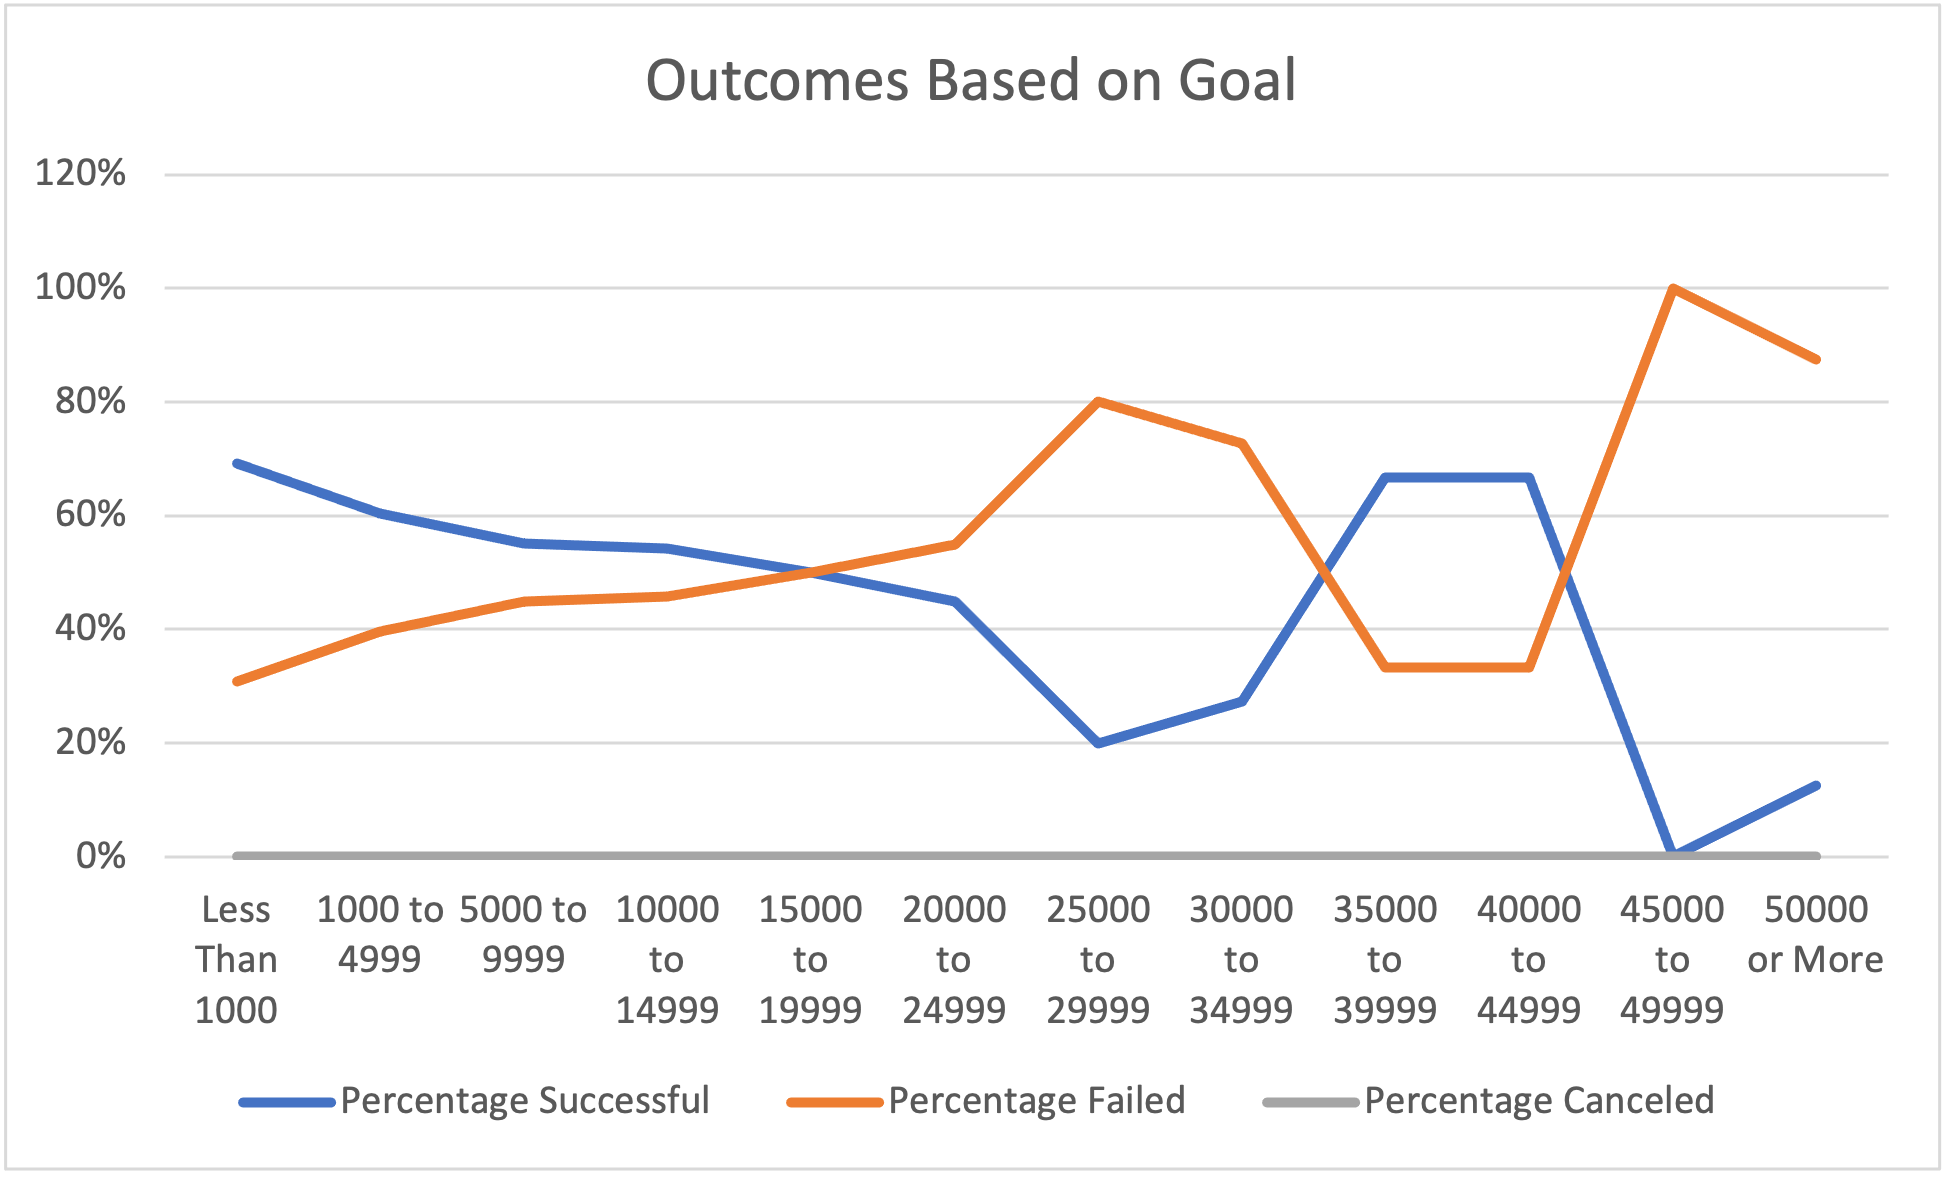 Outcomes Based on Goal
120%
100%
80%
60%
40%
20%
0%
Less Than 1000
1000 to 4999
5000 to 9999
10000 to 14999
15000 to 19999
20000 to 24999
25000 to 29999
30000 to 34999
35000 to 39999
40000 to 44999
45000 to 49999
50000 or More
Percentage Successful
Percentage Failed
Percentage Canceled